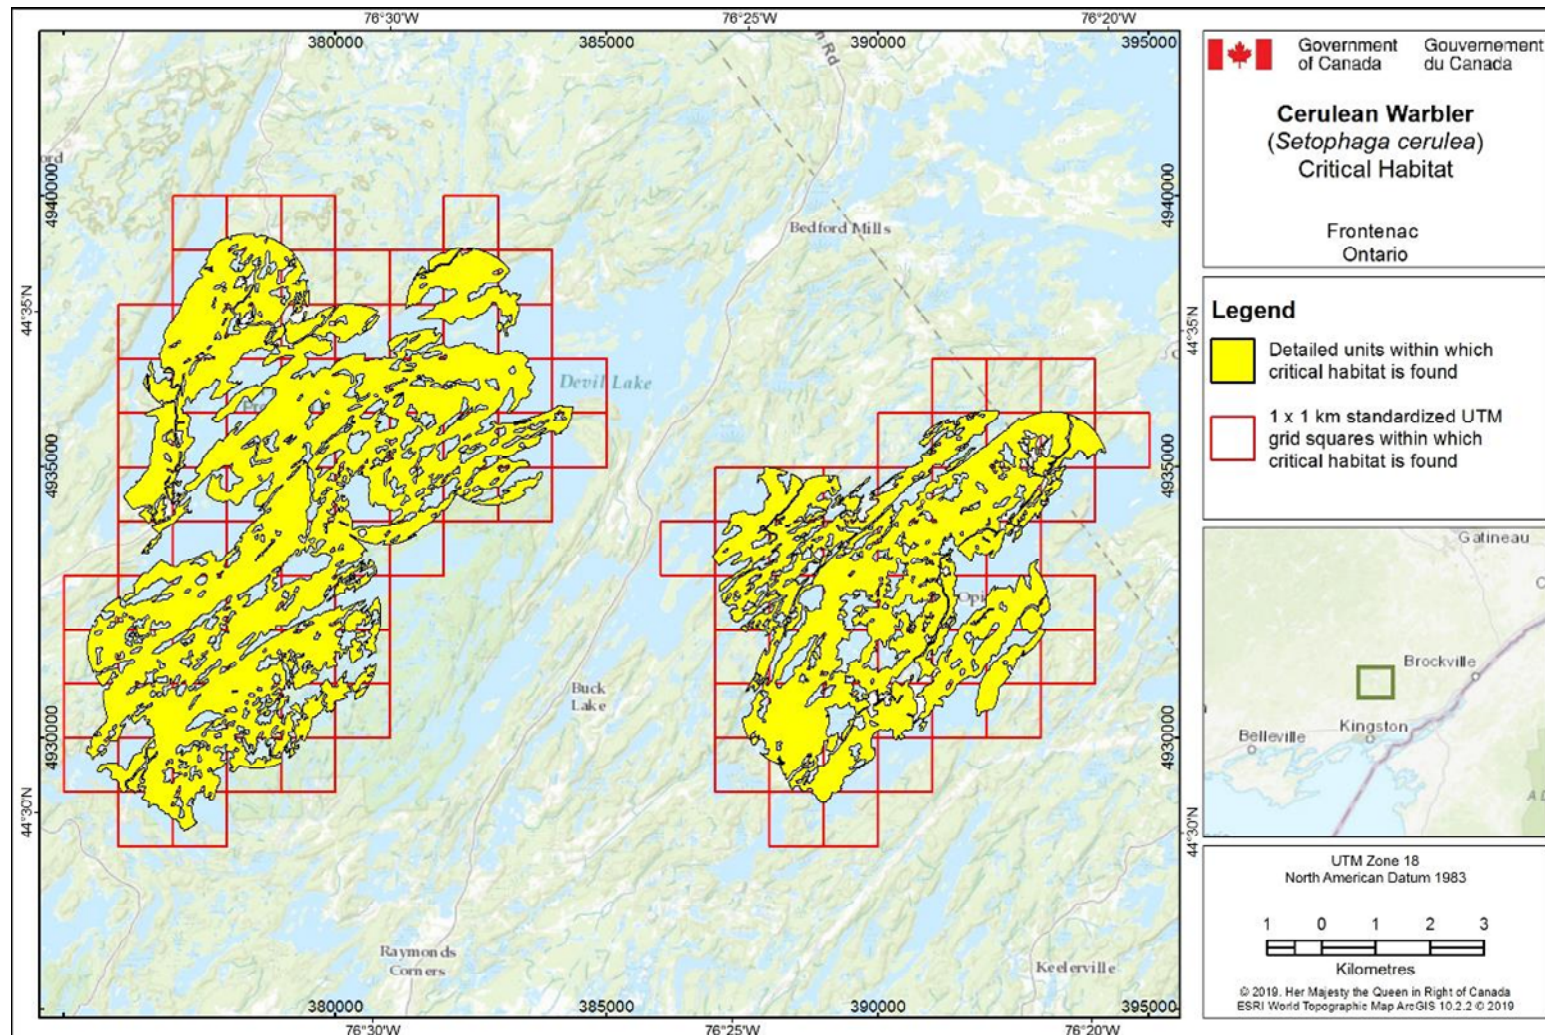 76°30'W
76°25'W
76°20'W
380000
385000
390000
395000
n Rd
ord
4940000
4940000
Bedford Mills
44°35'N
44°35'N
Devil Lake
4935000
4935000
Opi
Buck
Lake
4930000
4930000
44°30'N
44°30'N
Raymonds
Corners
Keelerville
380000
385000
390000
395000
76°30'W
76°25'W
76°20'W
Government
of Canada
Gouvernement
du Canada
Cerulean Warbler
(Setophaga cerulea)
Critical Habitat
Frontenac
Ontario
Legend
Detailed units within which
critical habitat is found
1 x 1 km standardized UTM
grid squares within which
critical habitat is found
Gatineau
Brockville
Kingston
Belleville
UTM Zone 18
North American Datum 1983
1 0 1 2 3
Kilometres
© 2019. Her Majesty the Queen in Right of Canada
ESRI World Topographic Map ArcGIS 10.2.2 © 2019